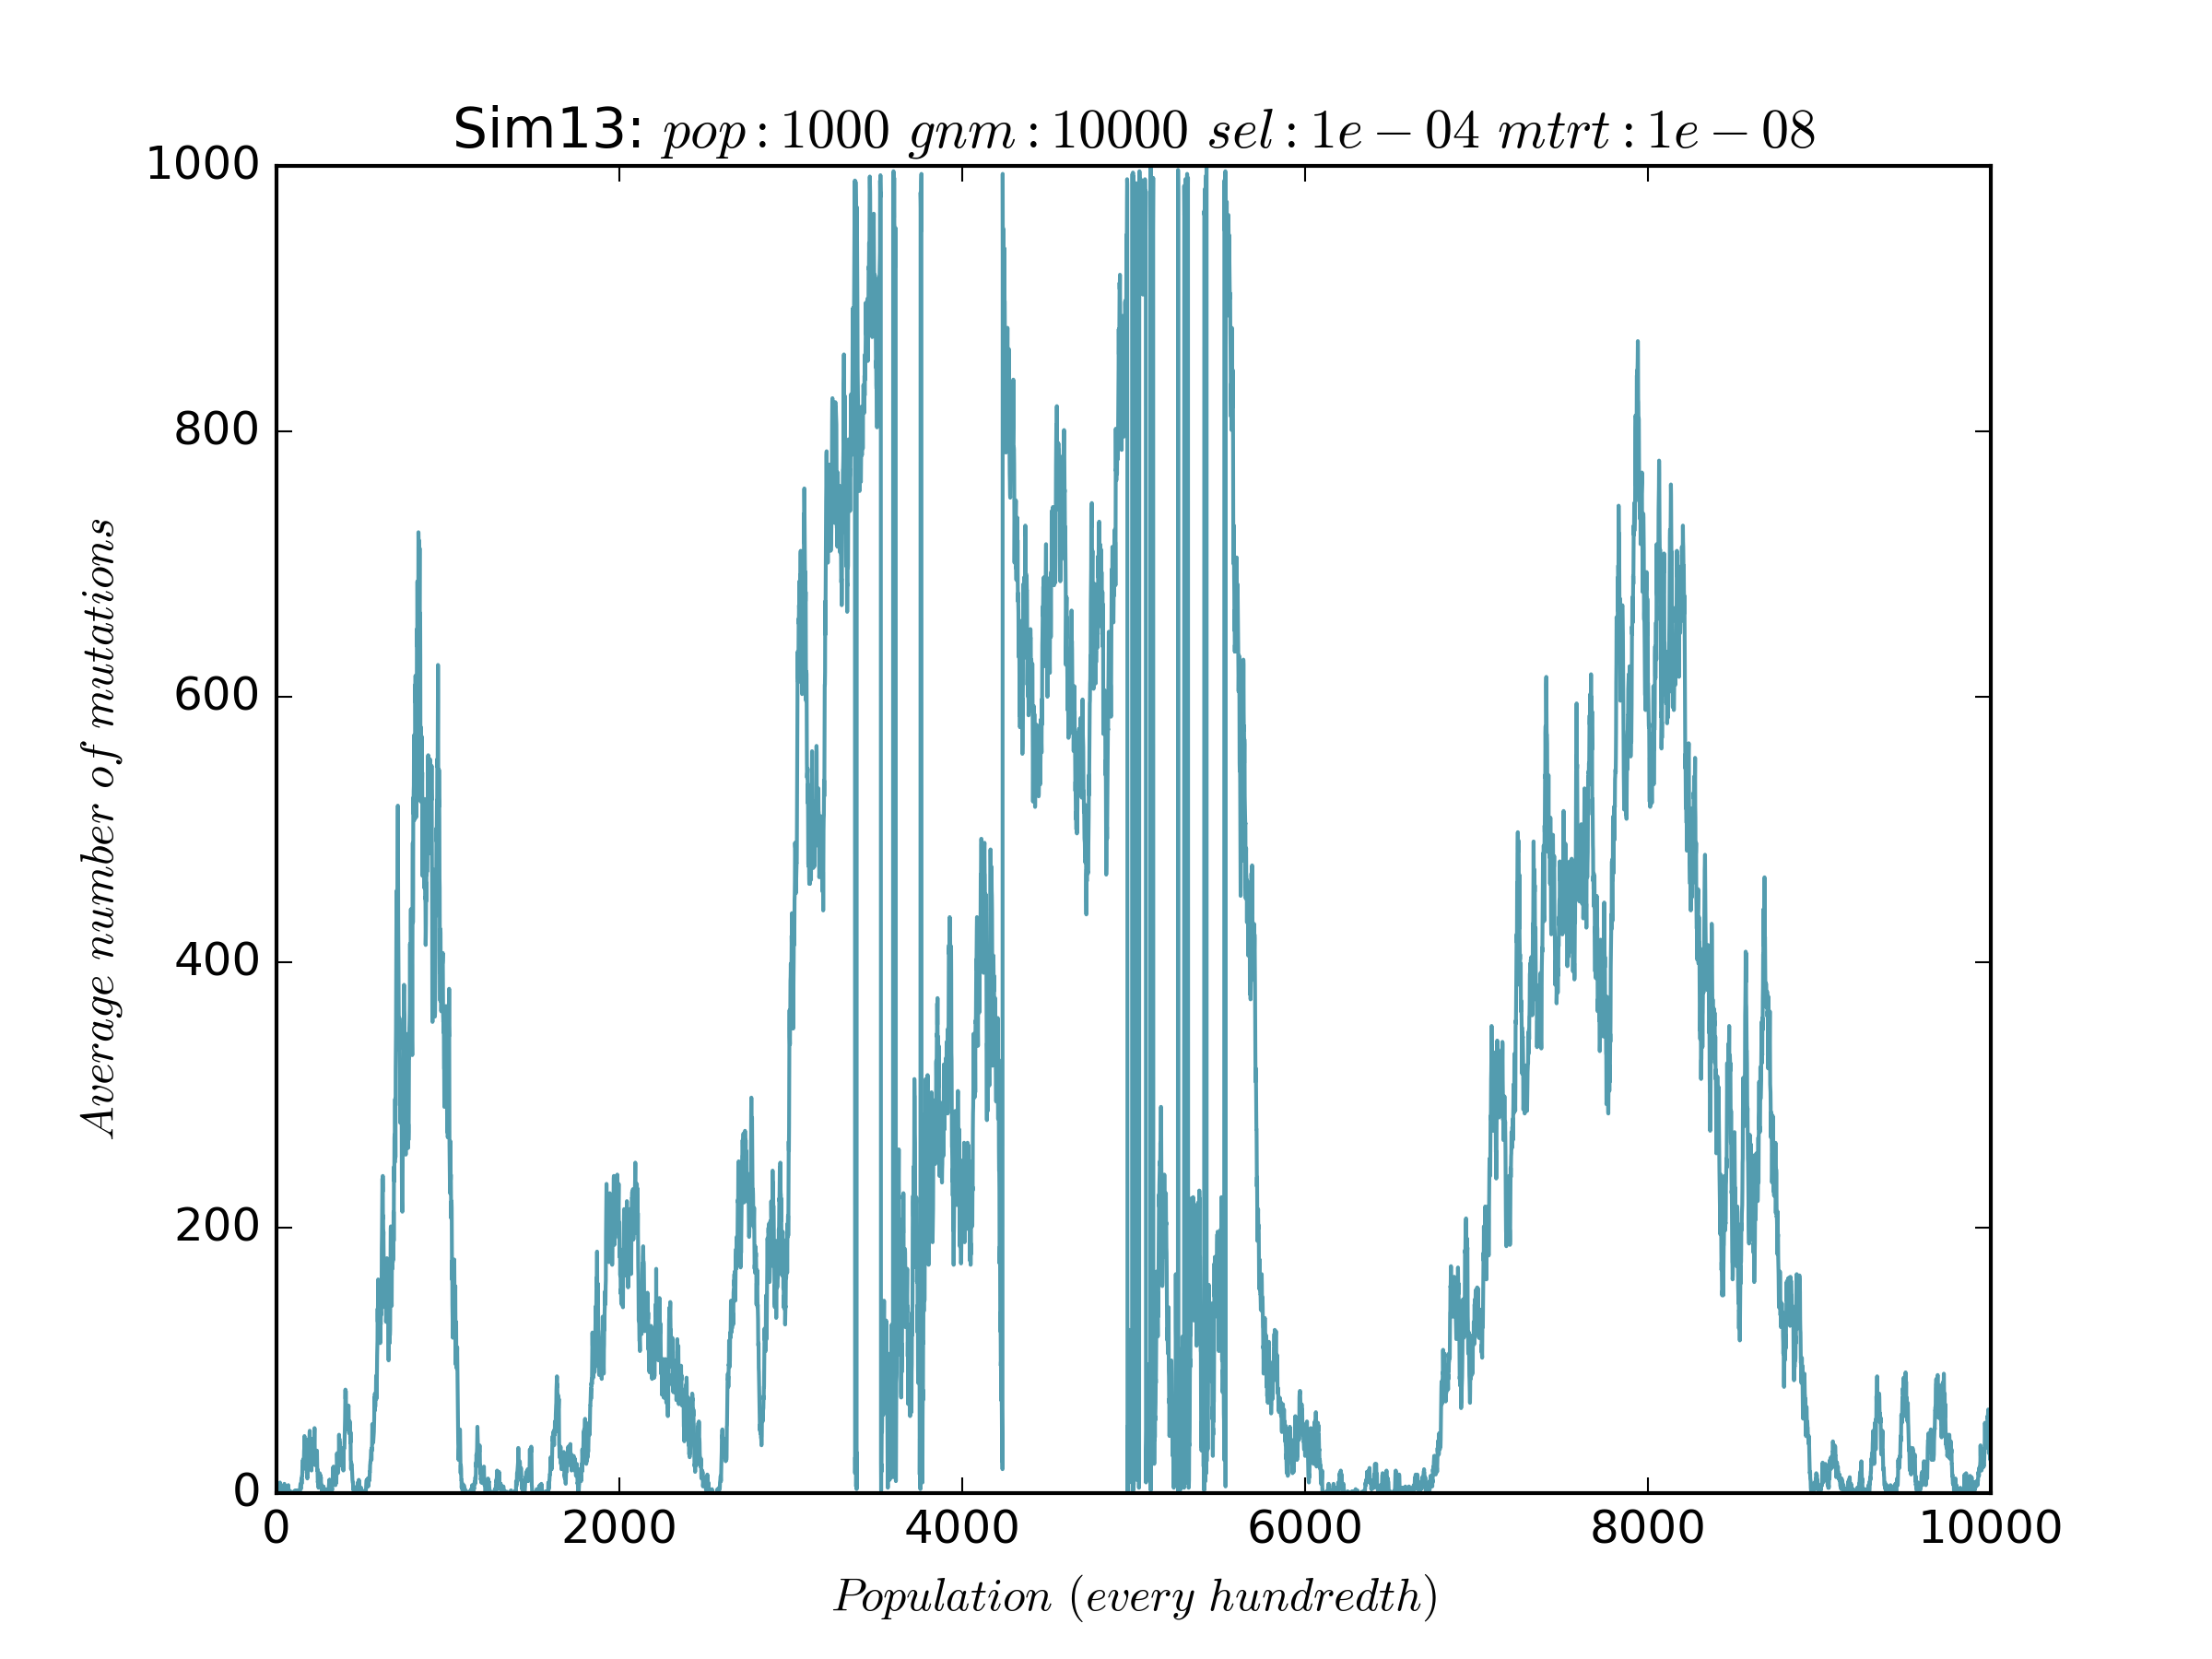 Sim13: pop : 1000 gnm : 10000 sel : 1e − 04 mtrt : 1e − 08
1000
800
600
400
200
0
Average number of mutations
0 2000 4000 6000 8000 10000
Population (every hundredth)